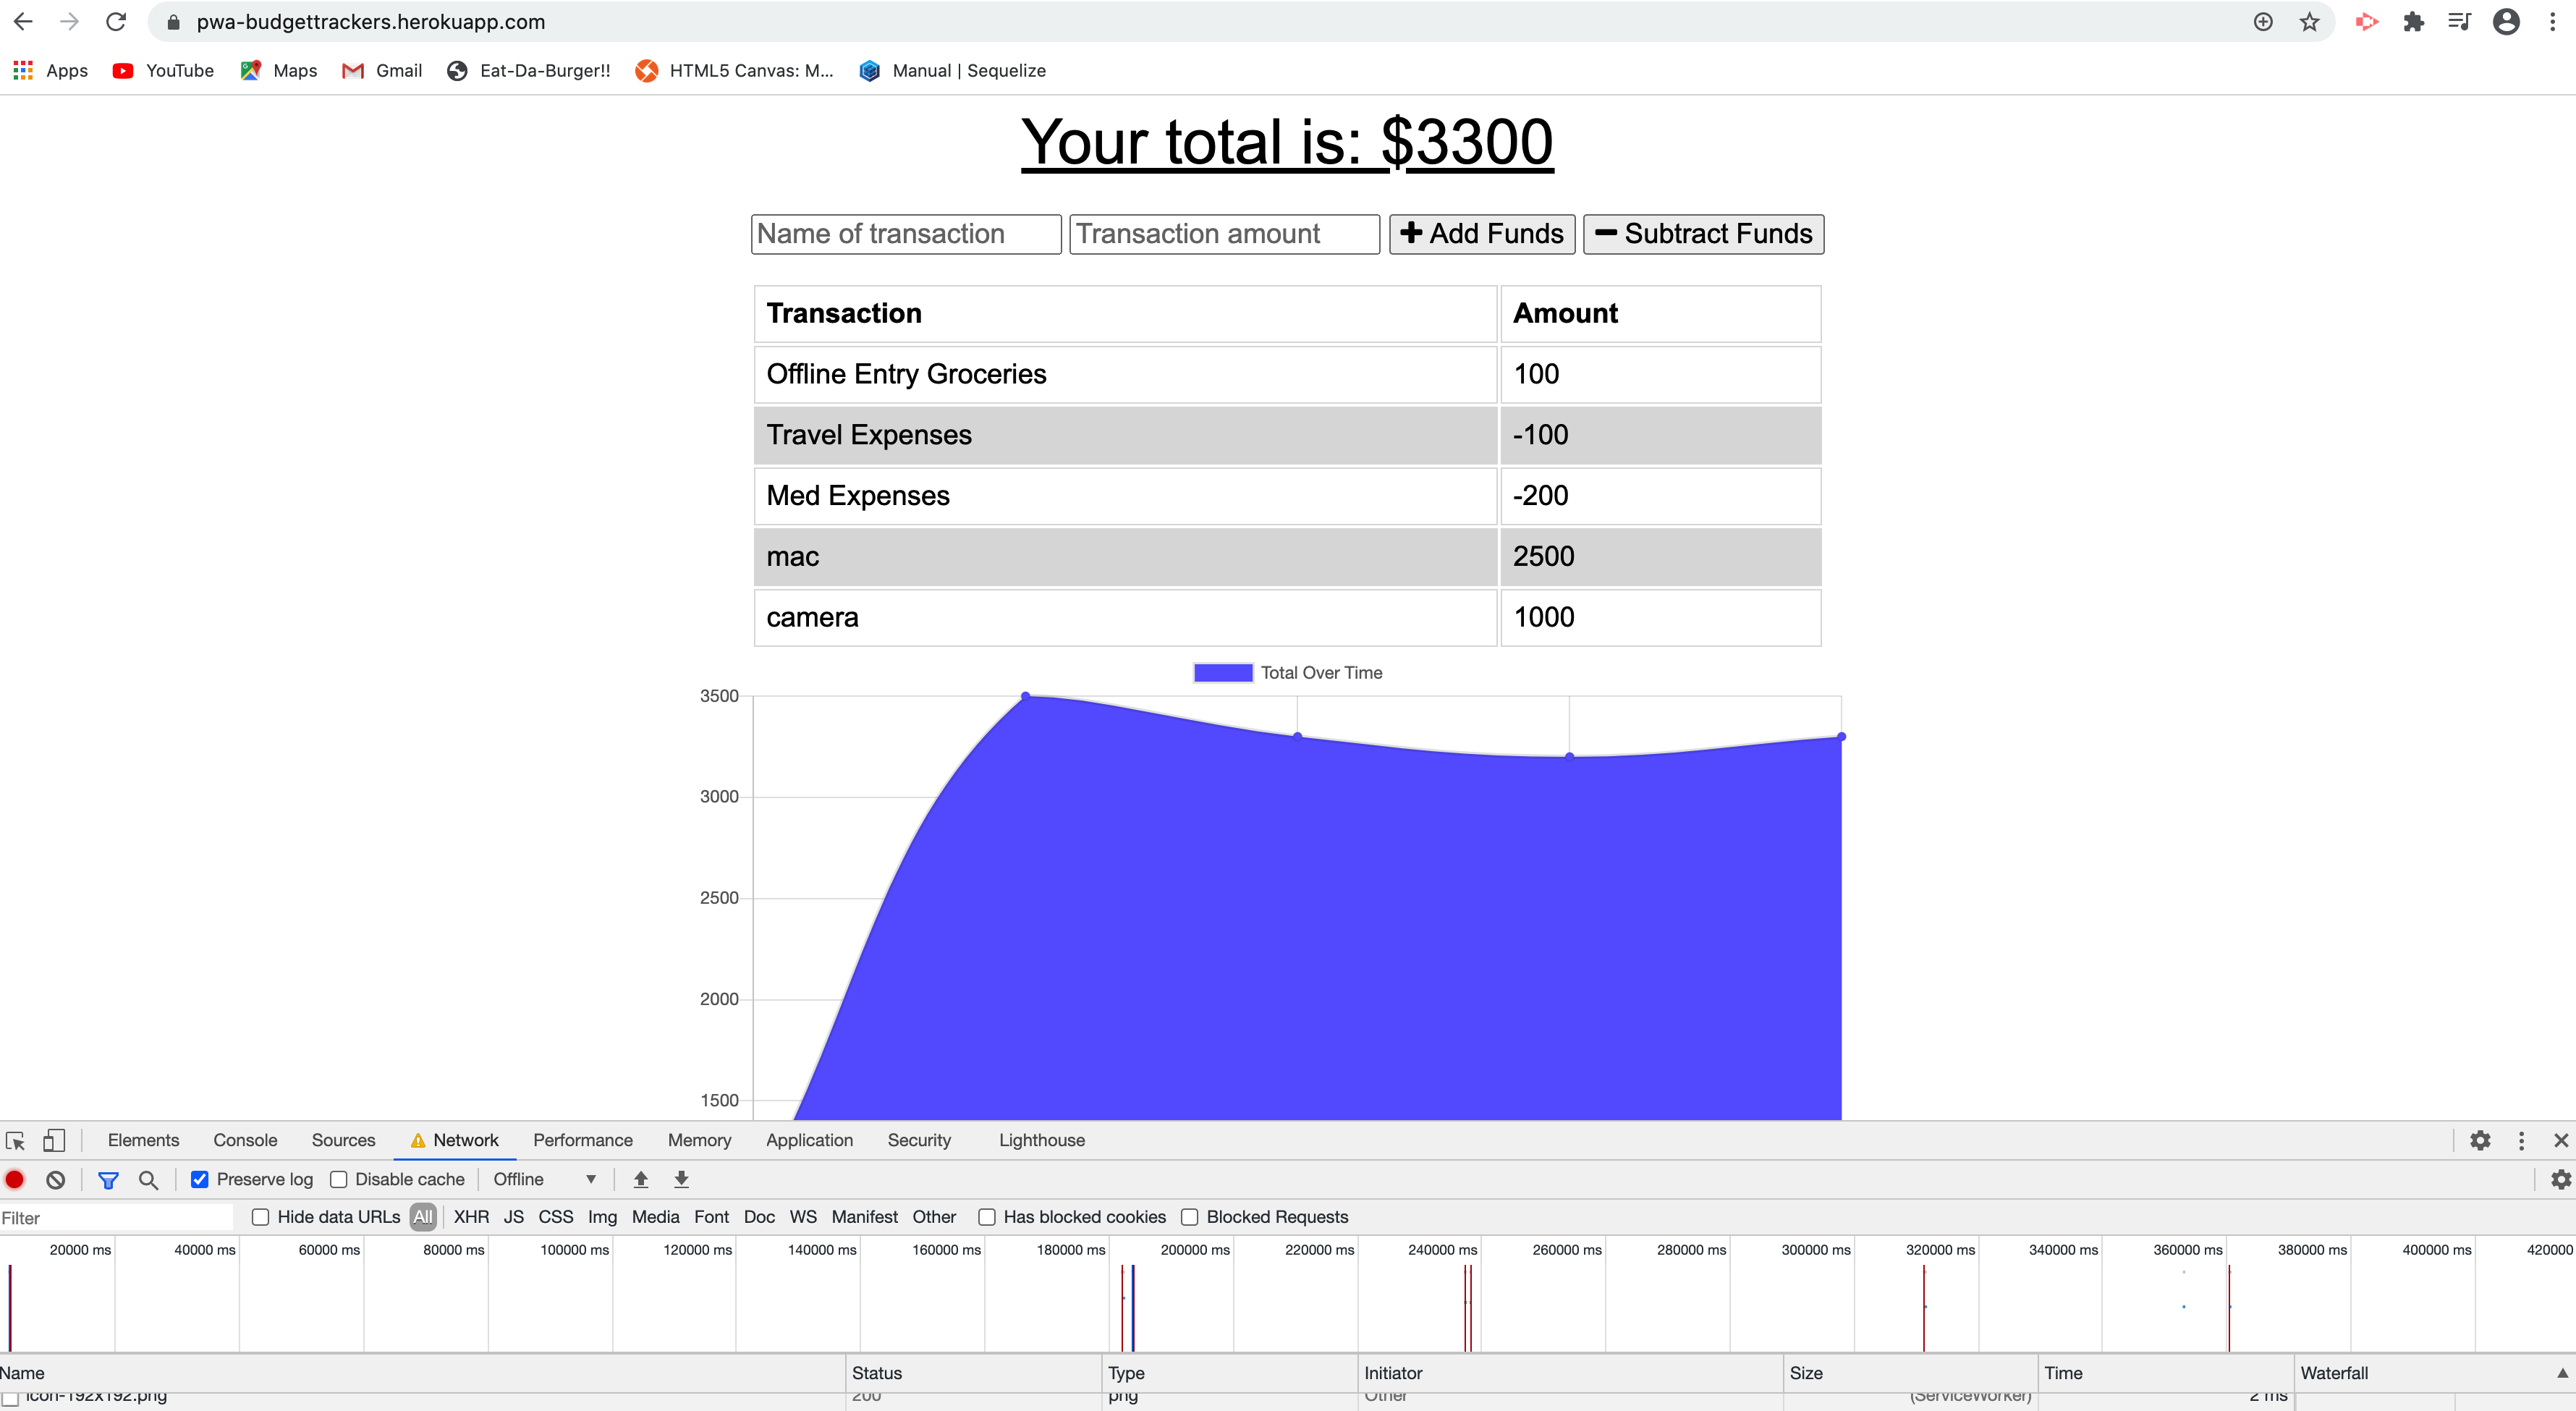 pwa-budgettrackers.herokuapp.com
Apps YouTube Maps Gmail Eat-Da-Burger!! HTML5 Canvas: M... Manual | Sequelize
Your total is: $3300
Name of transaction Transaction amount Add Funds Subtract Funds
Transaction Amount
Offline Entry Groceries 100
Travel Expenses -100
Med Expenses -200
mac 2500
camera 1000
Total Over Time
3500
3000
2500
2000
1500
Elements Console Sources Network Performance Memory Application Security Lighthouse
Preserve log Disable cache Offline
Filter Hide data URLs All XHR JS CSS Img Media Font Doc WS Manifest Other Has blocked cookies Blocked Requests
20000 ms 40000 ms 60000 ms 80000 ms 100000 ms 120000 ms 140000 ms 160000 ms 180000 ms 200000 ms 220000 ms 240000 ms 260000 ms 280000 ms 300000 ms 320000 ms 340000 ms 360000 ms 380000 ms 400000 ms 420000
Name Status Type Initiator Size Time Waterfall
icon-192x192.png 200 png Other (ServiceWorker) 2 ms